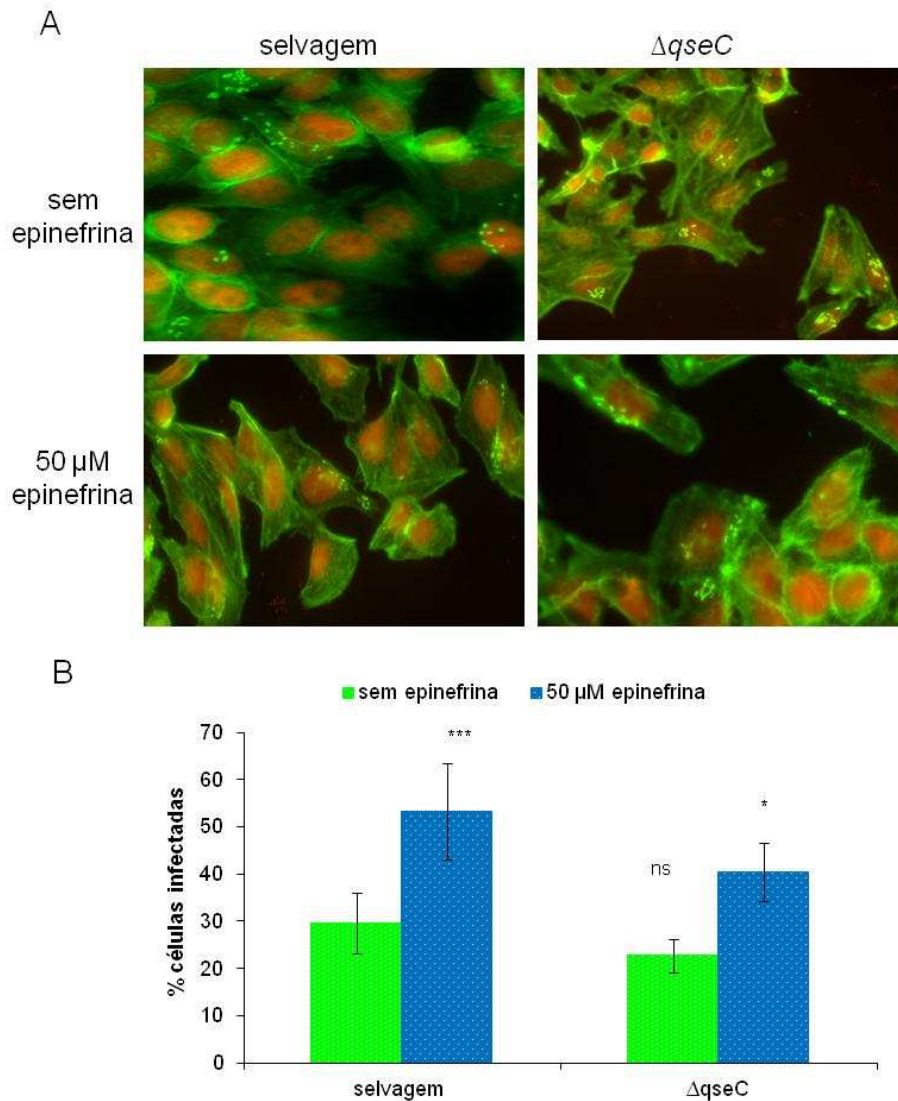 A
selvagem ΔqseC
sem
epinefrina
50 µM
epinefrina
B
sem epinefrina 50 µM epinefrina
% células infectadas
70
60
50
40
30
20
10
0
***
ns
*
selvagem ΔqseC